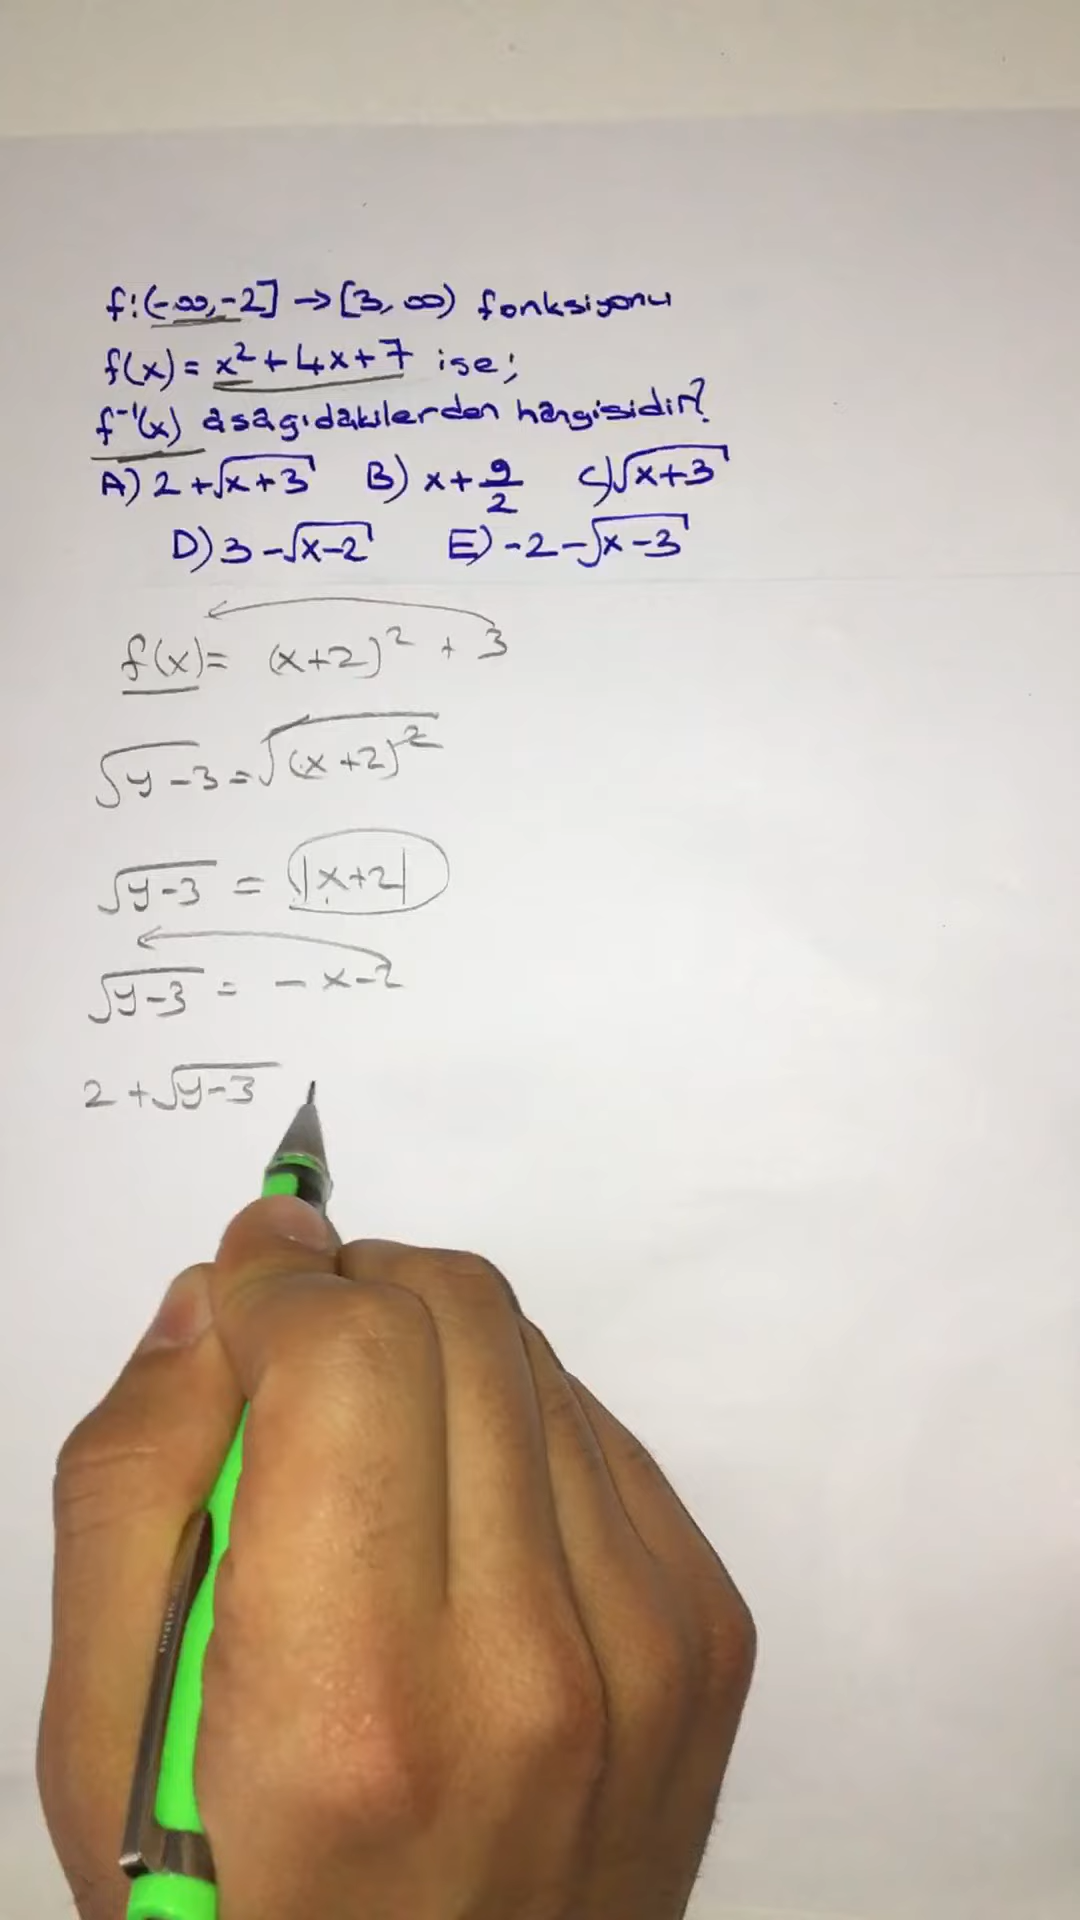 f:(-∞,-2] → [3, ∞) fonksiyonu
f(x) = x² + 4x + 7 ise;
f⁻¹(x) asagıdakilerden hangisidir?
A) 2 + √(x+3) B) x + 9/2 C) √(x+3)
D) 3 - √(x-2) E) -2 - √(x-3)
f(x) = (x+2)² + 3
√(y-3) = √((x+2)²)
√(y-3) = |x+2|
√(y-3) = -x-2
2 + √(y-3)